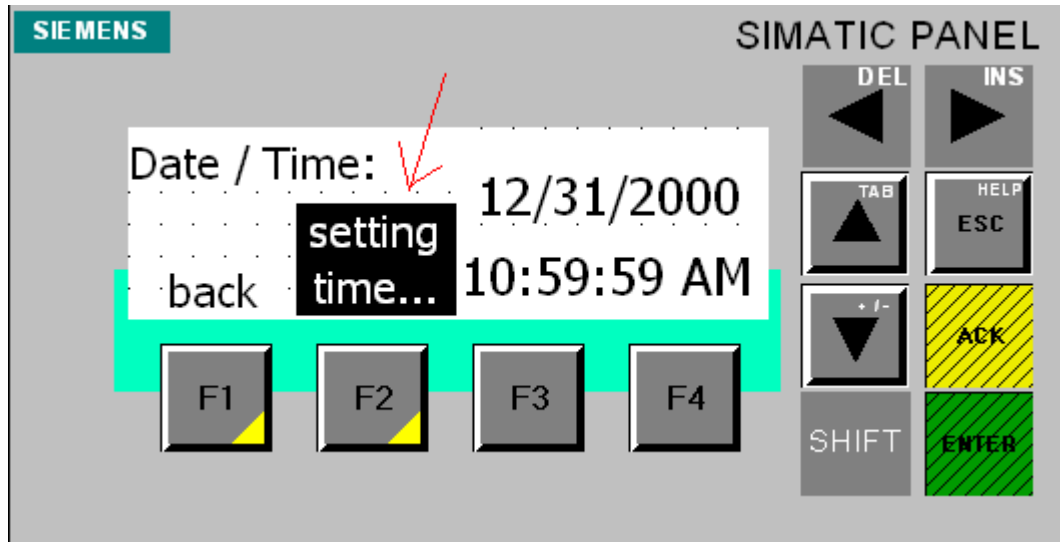 SIEMENS
SIMATIC PANEL
DEL
INS
Date / Time:
12/31/2000
setting
time...
10:59:59 AM
back
TAB
HELP
ESC
+ / -
ACK
F1
F2
F3
F4
SHIFT
ENTER